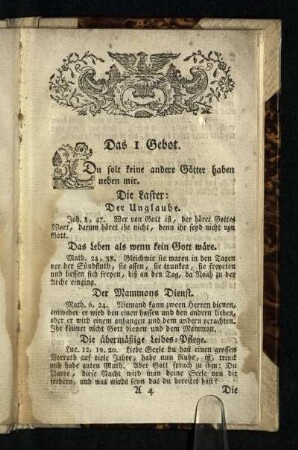 Das I Gebot.
Du solt keine andere Götter haben
neben mir.
Die Laster:
Der Unglaube.
Joh. 8, 47. Wer von Gott ist, der höret Gottes
Wort, darum höret ihr nicht, denn ihr seyd nicht von
Gott.
Das Leben als wenn kein Gott wäre.
Math. 24, 38. Gleichwie sie waren in den Tagen
vor der Sündfluth, sie assen, sie truncken, sie freyeten
und liessen sich freyen, biß an den Tag, da Noah zu der
Arche einging.
Der Mammons Dienst.
Math. 6, 24. Niemand kann zween Herren dienen,
entweder er wird den einen hassen und den andern lieben,
oder er wird einem anhangen und dem andern verachten.
Ihr könnet nicht Gott dienen und dem Mammon.
Die übermäßige Leibes-Pflege.
Luc. 12, 19. 20. Liebe Seele du hast einen grossen
Vorrath auf viele Jahre, habe nun Ruhe, iß, trinck
und habe guten Muth. Aber Gott sprach zu ihm: Du
Narre, diese Nacht wird man deine Seele von dir
fordern, und was wirds seyn das du bereitet hast?
A 4 Die